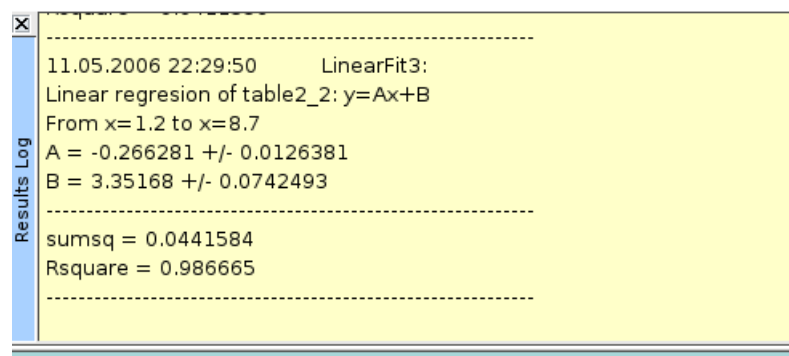 -------------------------------------------------------------
11.05.2006 22:29:50 LinearFit3:
Linear regresion of table2_2: y=Ax+B
From x=1.2 to x=8.7
A = -0.266281 +/- 0.0126381
B = 3.35168 +/- 0.0742493
-------------------------------------------------------------
sumsq = 0.0441584
Rsquare = 0.986665
-------------------------------------------------------------
Results Log